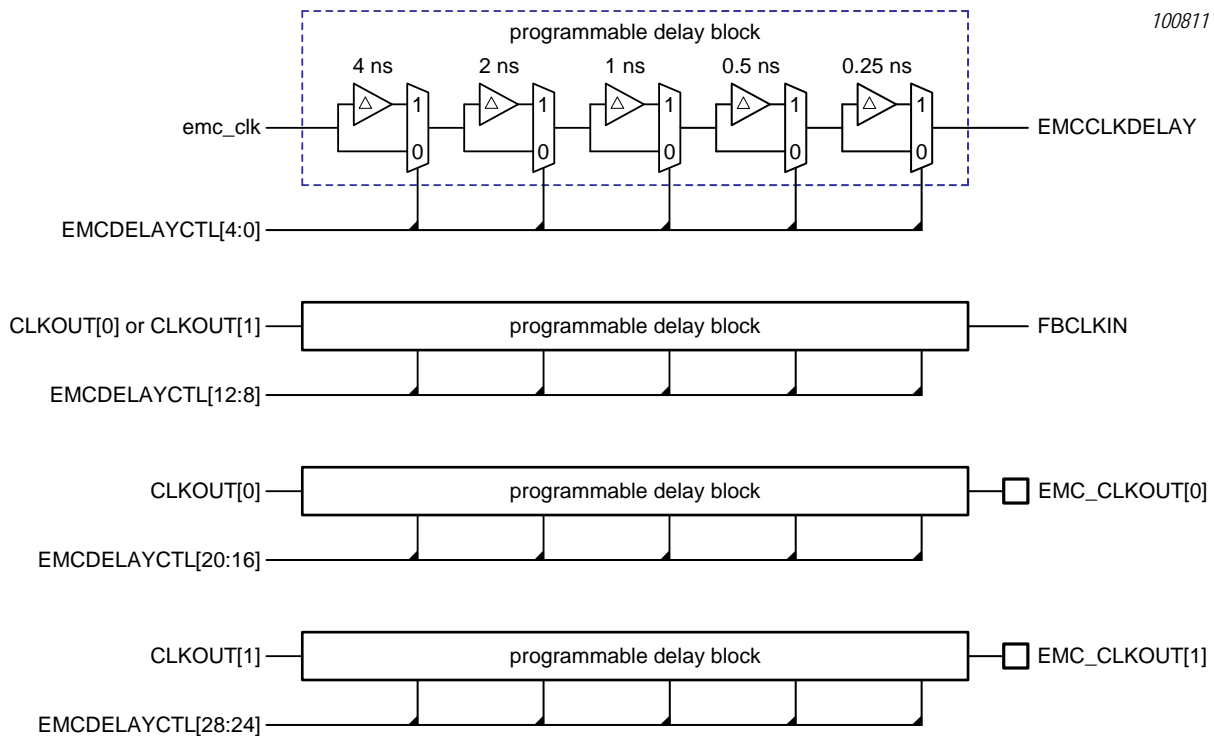 100811
programmable delay block
4 ns 2 ns 1 ns 0.5 ns 0.25 ns
1 1 1 1 1
emc_clk EMCCLKDELAY
0 0 0 0 0
EMCDELAYCTL[4:0]
CLKOUT[0] or CLKOUT[1] programmable delay block FBCLKIN
EMCDELAYCTL[12:8]
CLKOUT[0] programmable delay block EMC_CLKOUT[0]
EMCDELAYCTL[20:16]
CLKOUT[1] programmable delay block EMC_CLKOUT[1]
EMCDELAYCTL[28:24]